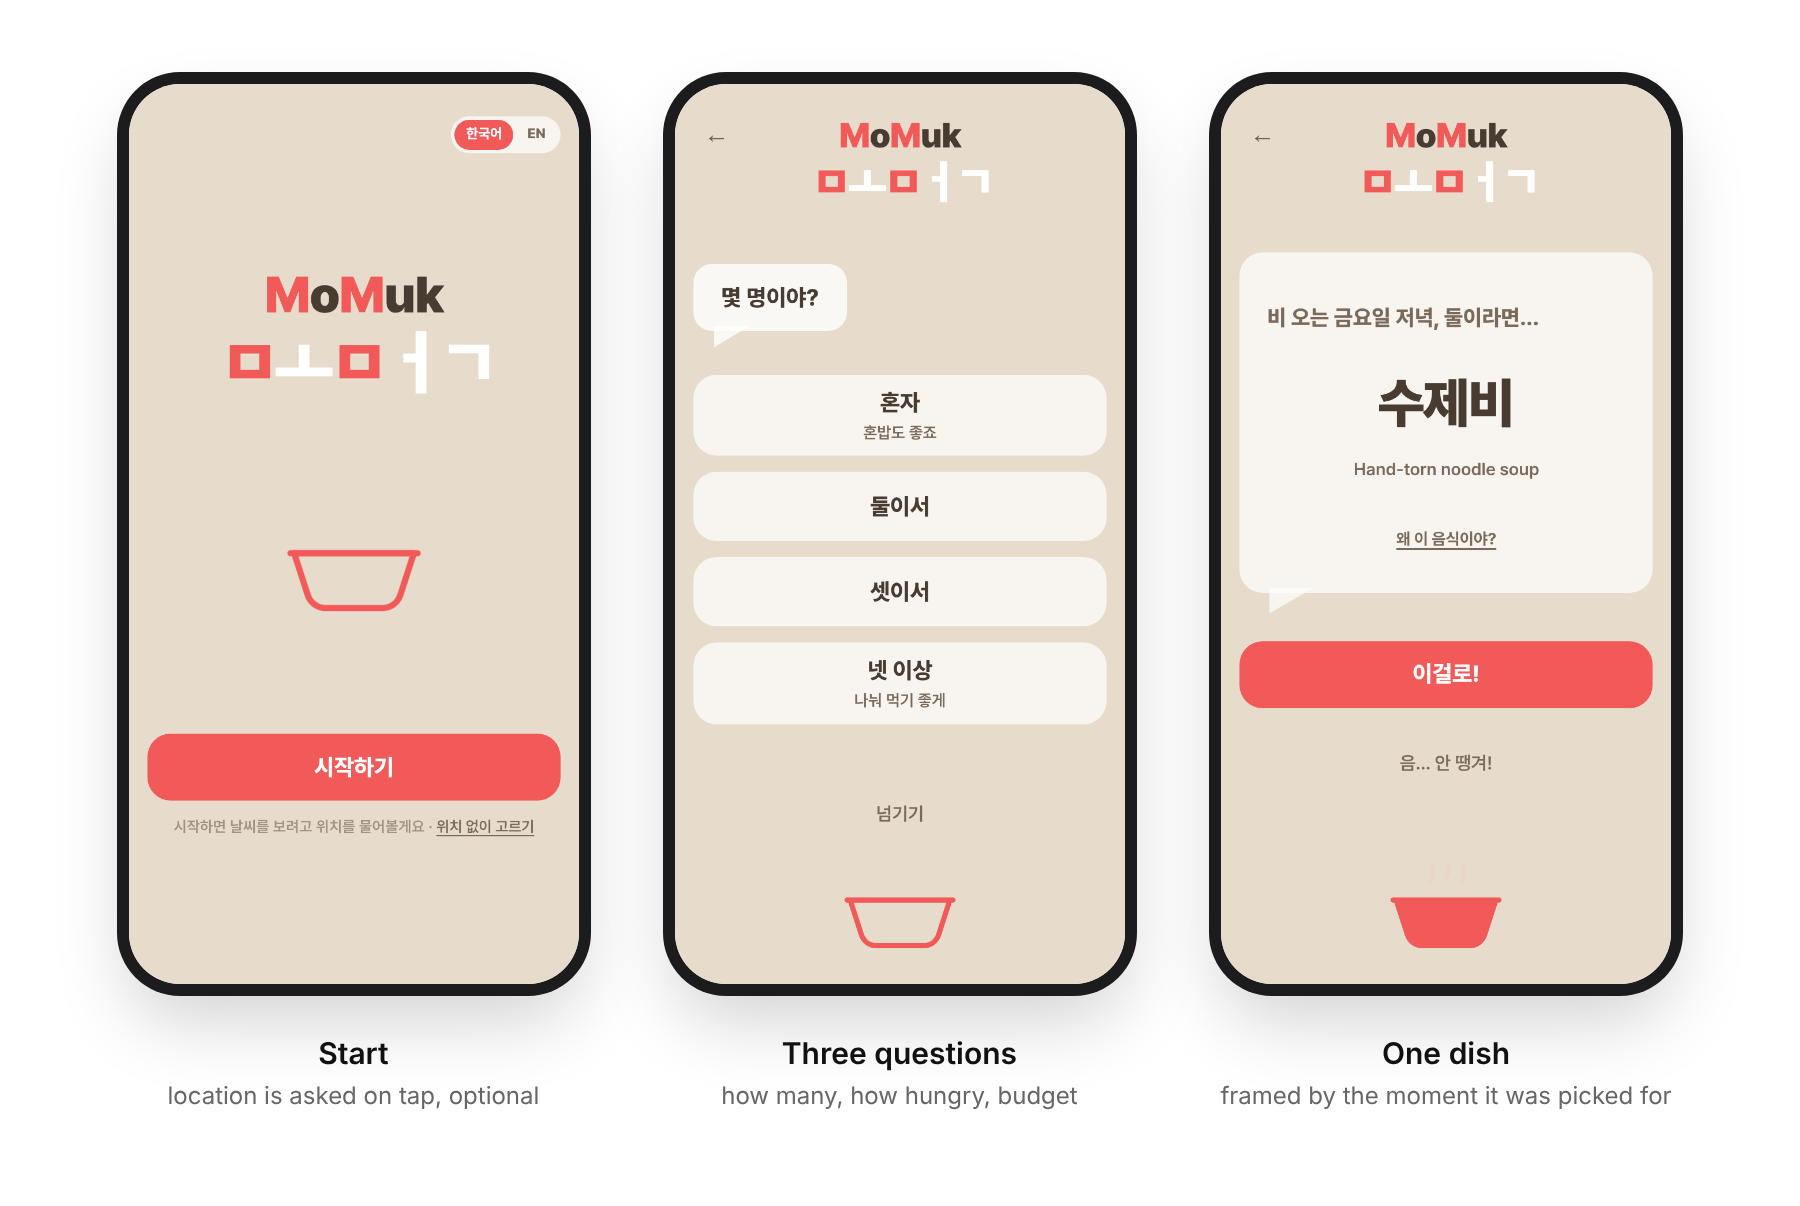 한국어 EN
MoMuk
ㅁㅗㅁㅓㄱ
시작하기
시작하면 날씨를 보려고 위치를 물어볼게요 · 위치 없이 고르기
Start
location is asked on tap, optional
←
MoMuk
ㅁㅗㅁㅓㄱ
몇 명이야?
혼자
혼밥도 좋죠
둘이서
셋이서
넷 이상
나눠 먹기 좋게
넘기기
Three questions
how many, how hungry, budget
←
MoMuk
ㅁㅗㅁㅓㄱ
비 오는 금요일 저녁, 둘이라면...
수제비
Hand-torn noodle soup
왜 이 음식이야?
이걸로!
음... 안 땡겨!
One dish
framed by the moment it was picked for